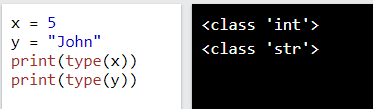 x = 5
y = "John"
print(type(x))
print(type(y))
<class 'int'>
<class 'str'>